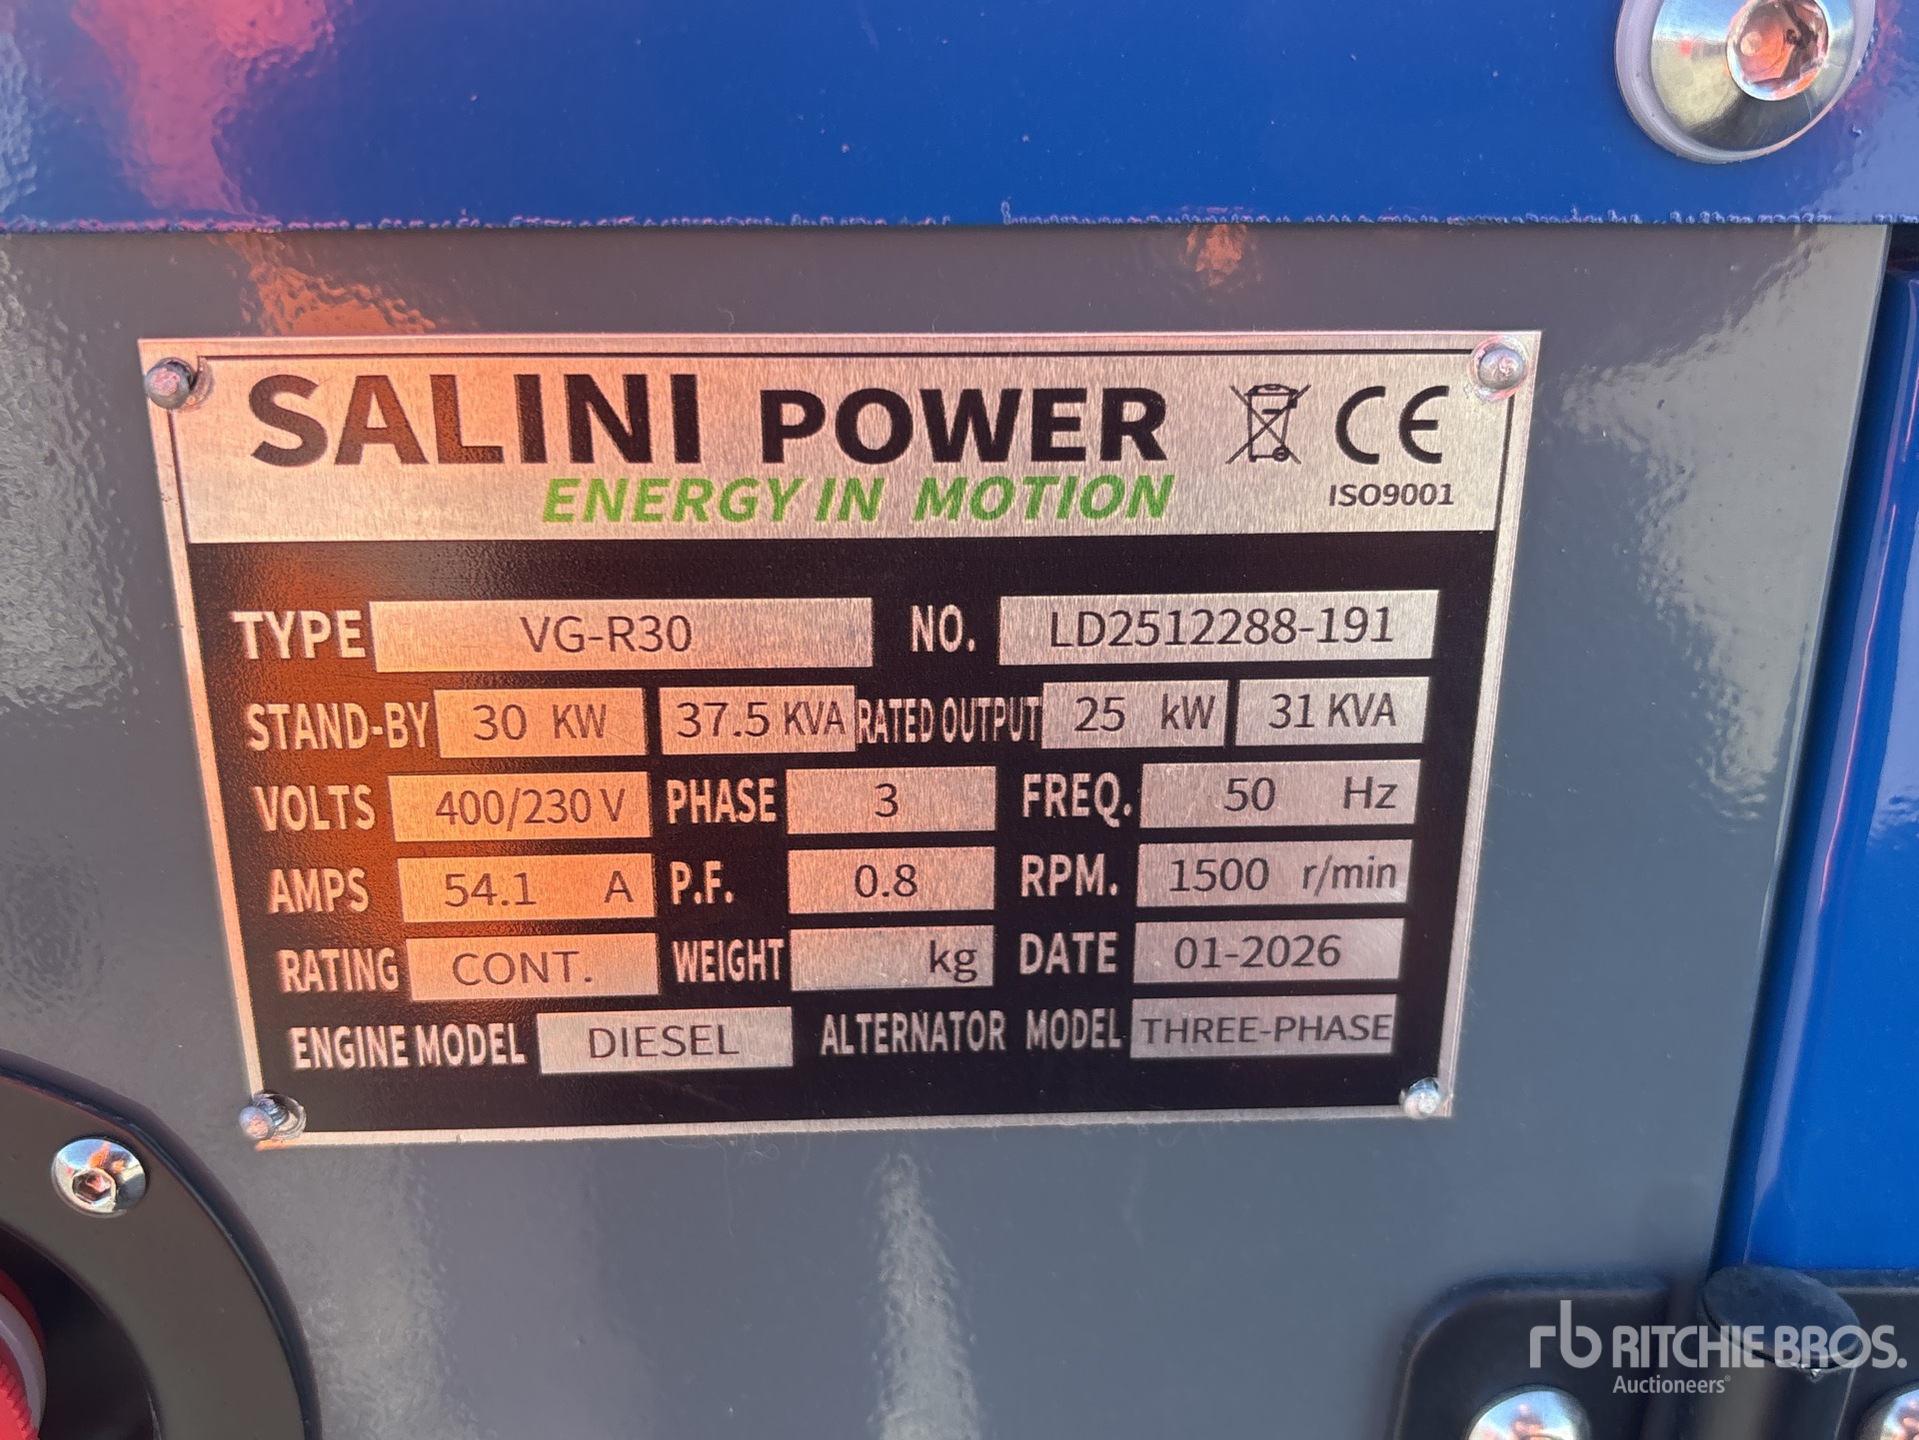 SALINI POWER
ENERGY IN MOTION
CE
ISO9001
TYPE VG-R30 NO. LD2512288-191
STAND-BY 30 KW 37.5 KVA RATED OUTPUT 25 kW 31 KVA
VOLTS 400/230 V PHASE 3 FREQ. 50 Hz
AMPS 54.1 A P.F. 0.8 RPM. 1500 r/min
RATING CONT. WEIGHT kg DATE 01-2026
ENGINE MODEL DIESEL ALTERNATOR MODEL THREE-PHASE
rb RITCHIE BROS.
Auctioneers®